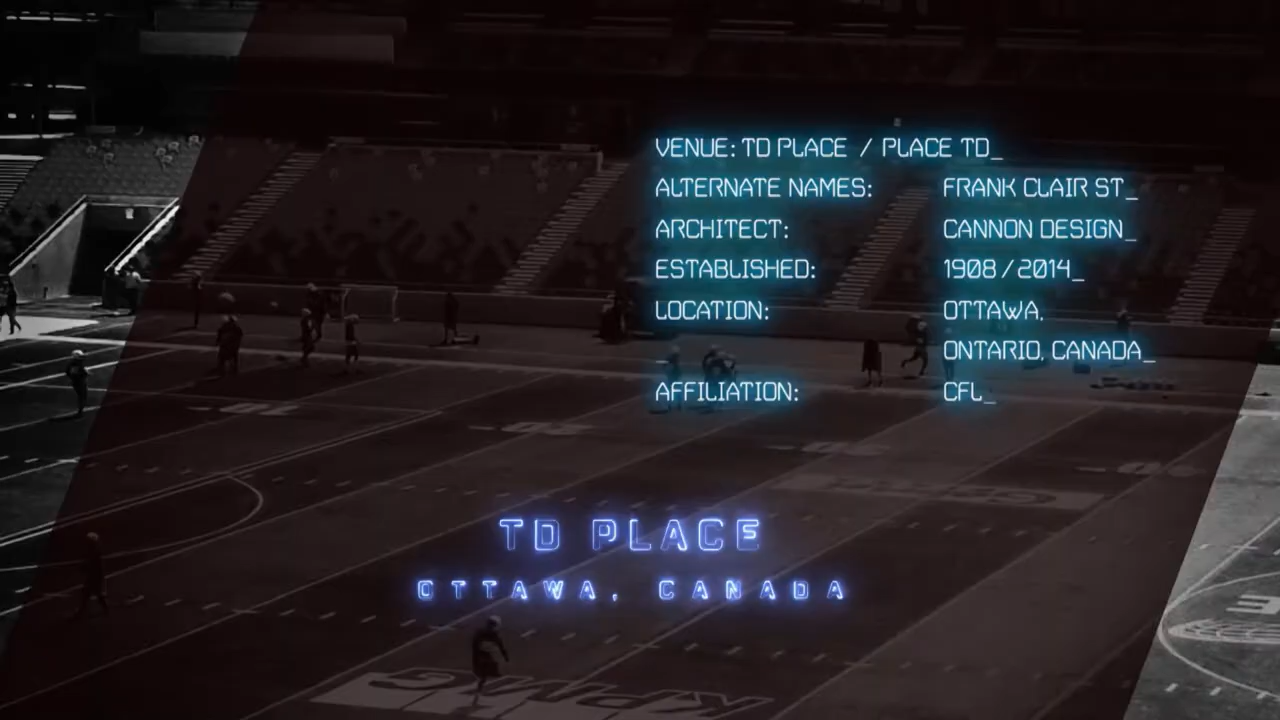 VENUE: TD PLACE / PLACE TD_
ALTERNATE NAMES: FRANK CLAIR ST_
ARCHITECT: CANNON DESIGN_
ESTABLISHED: 1908/2014_
LOCATION: OTTAWA,
_ ONTARIO, CANADA_
AFFILIATION: CFL_
TD PLACE
OTTAWA, CANADA
KPMG